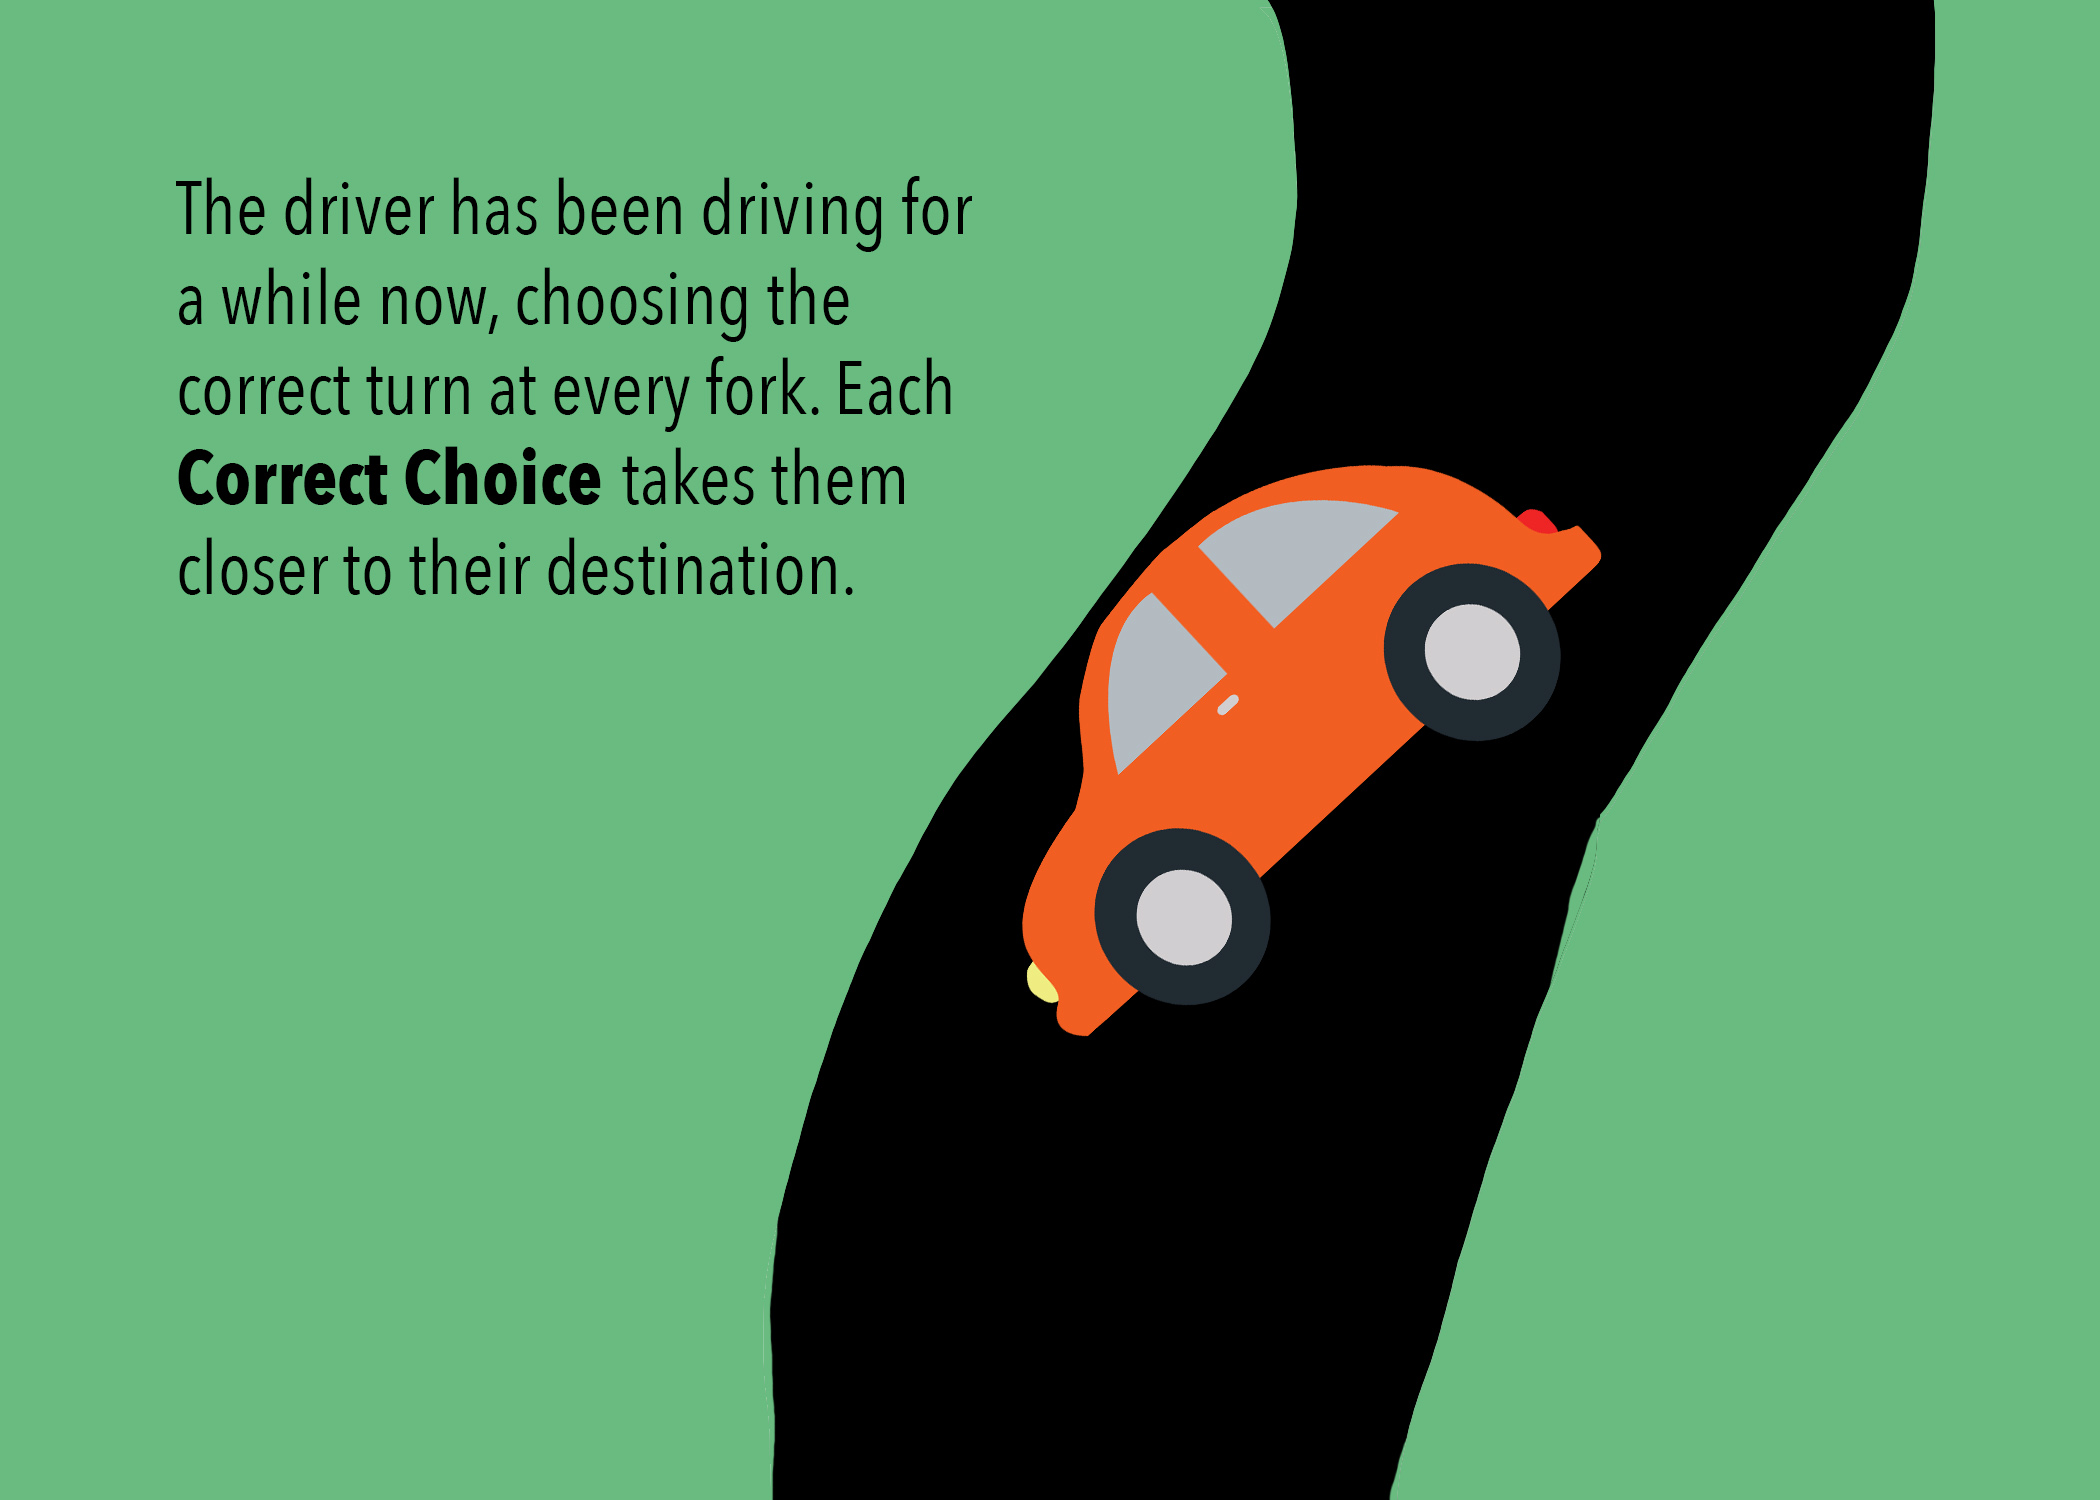 The driver has been driving for
a while now, choosing the
correct turn at every fork. Each
Correct Choice takes them
closer to their destination.